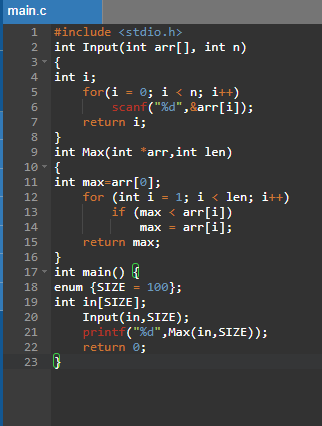 main.c
1 #include <stdio.h>
2 int Input(int arr[], int n)
3 {
4 int i;
5     for(i = 0; i < n; i++)
6         scanf("%d",&arr[i]);
7     return i;
8 }
9 int Max(int *arr,int len)
10 {
11 int max=arr[0];
12     for (int i = 1; i < len; i++)
13         if (max < arr[i])
14             max = arr[i];
15     return max;
16 }
17 int main() {
18 enum {SIZE = 100};
19 int in[SIZE];
20     Input(in,SIZE);
21     printf("%d",Max(in,SIZE));
22     return 0;
23 }